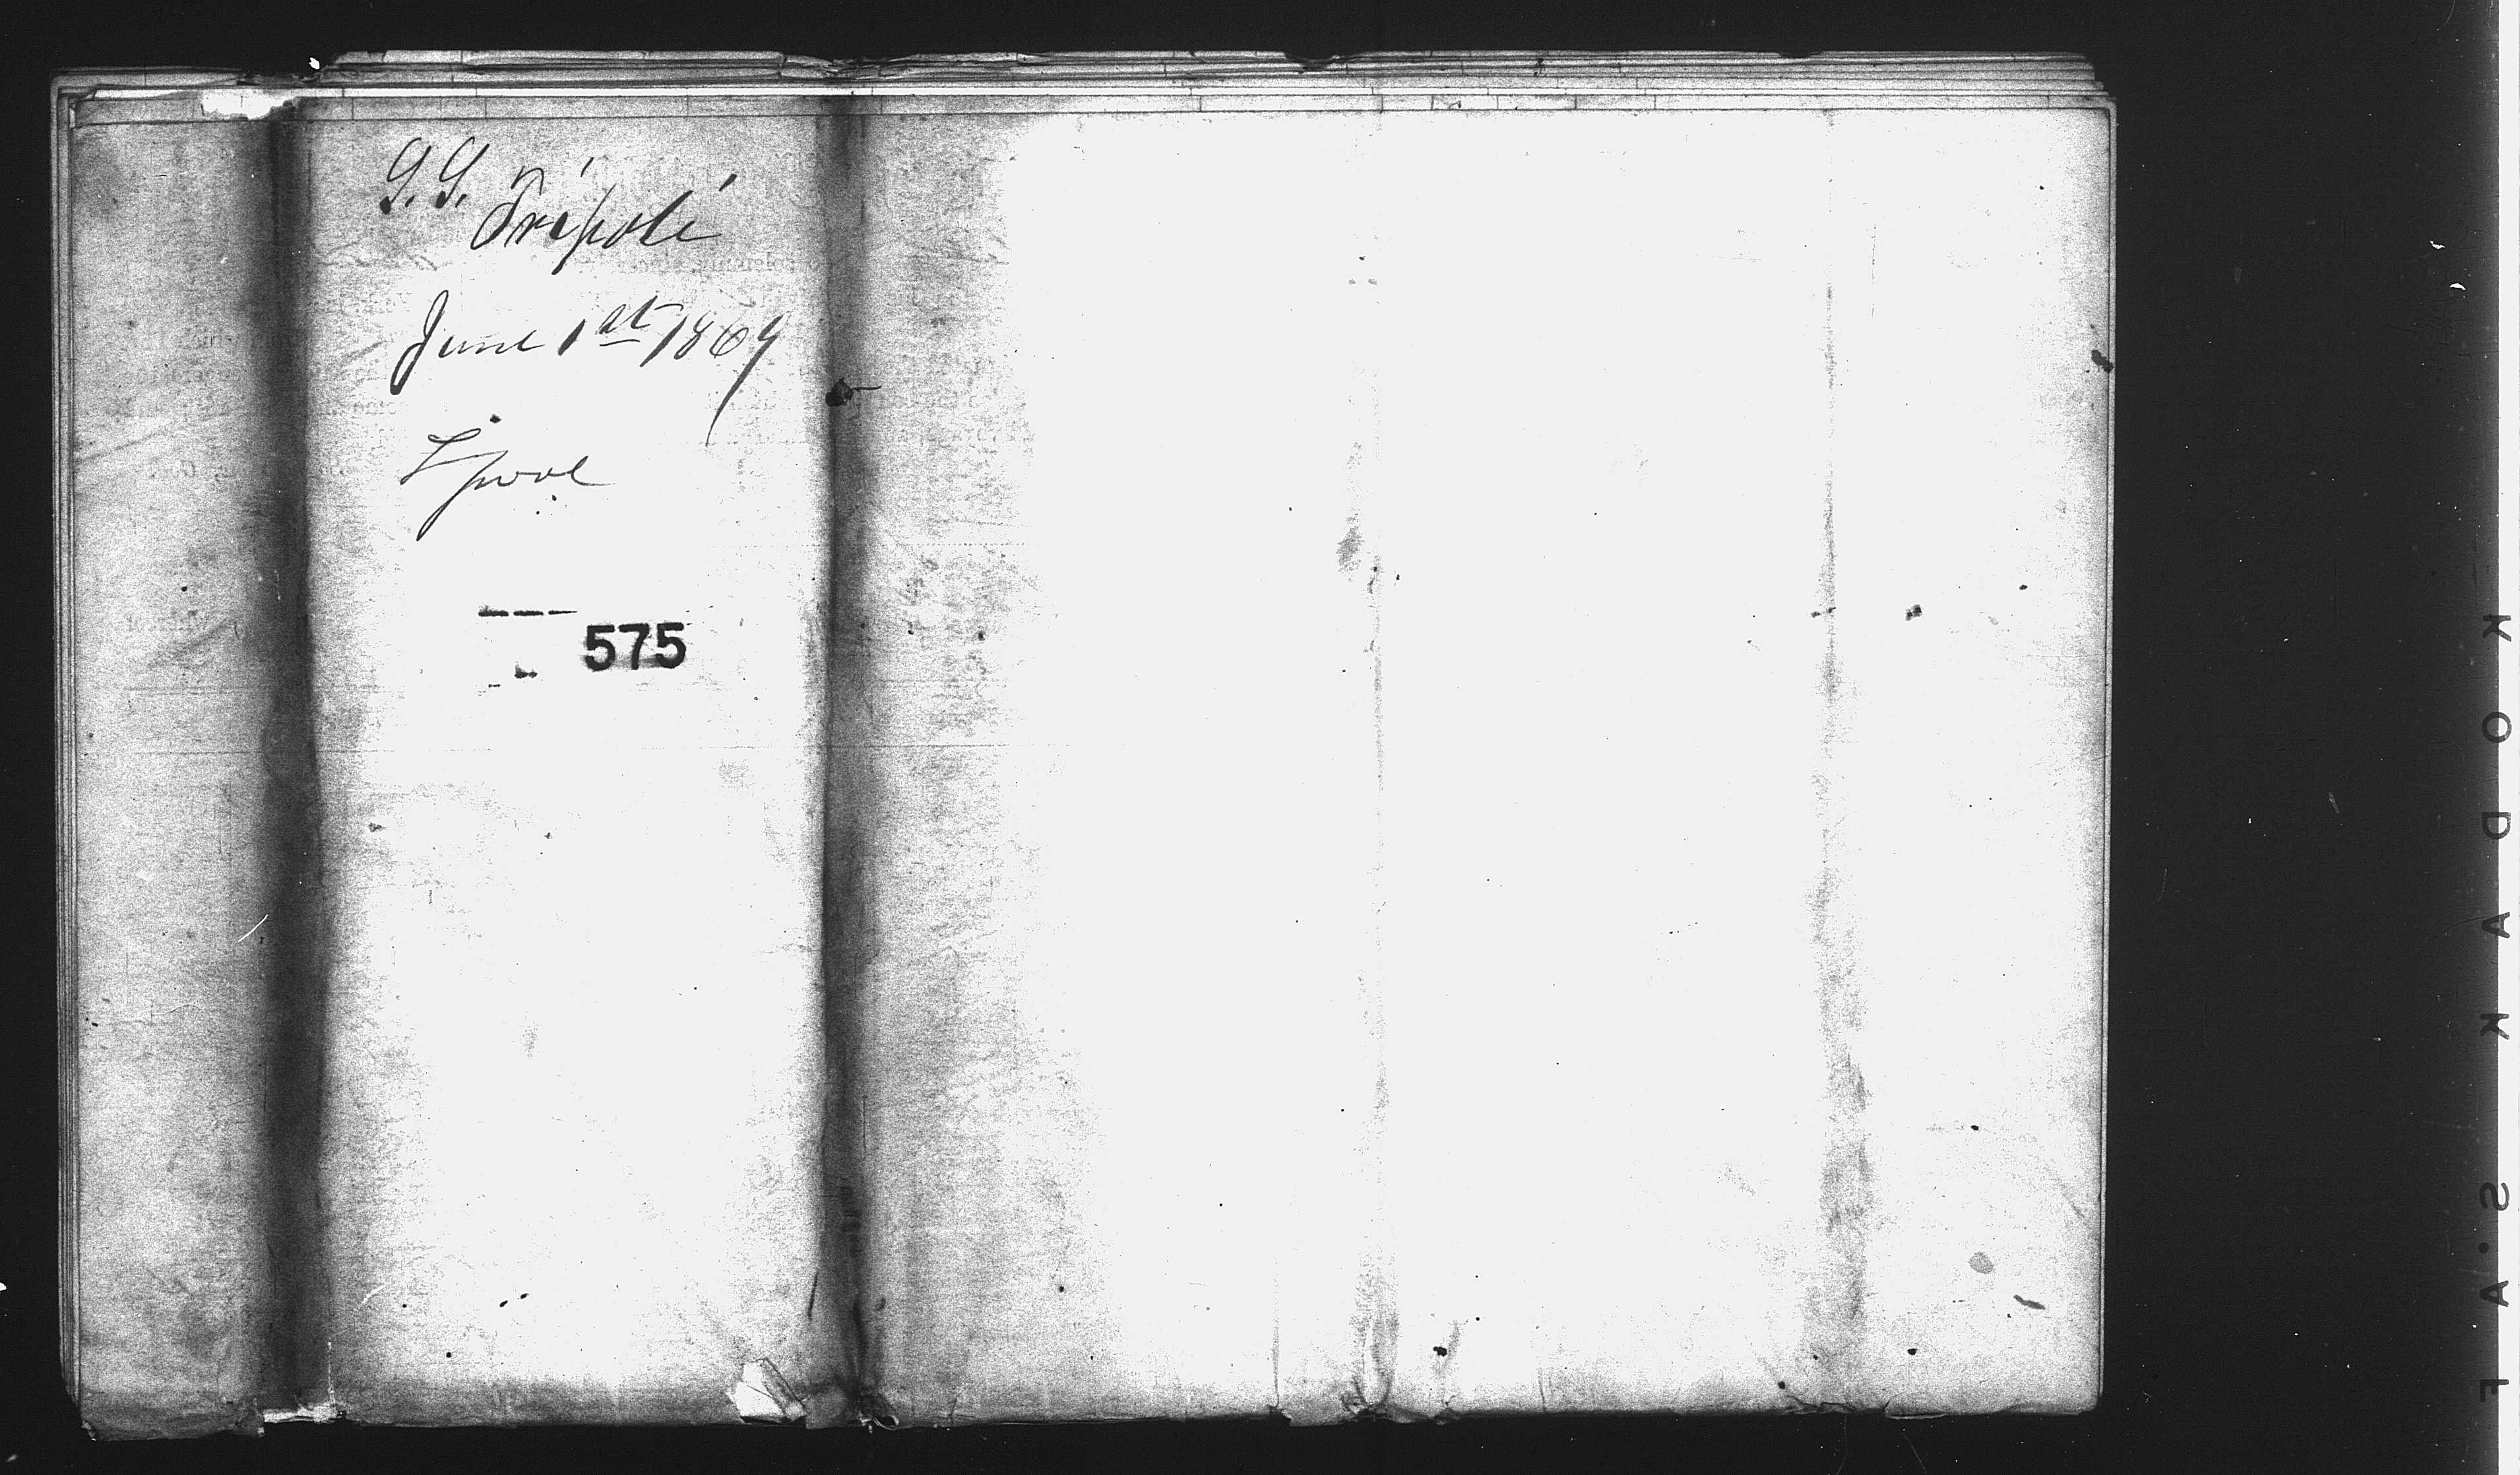 S.S. Tripoli
June 1st 1869
L'pool
575
KODAK S.A F